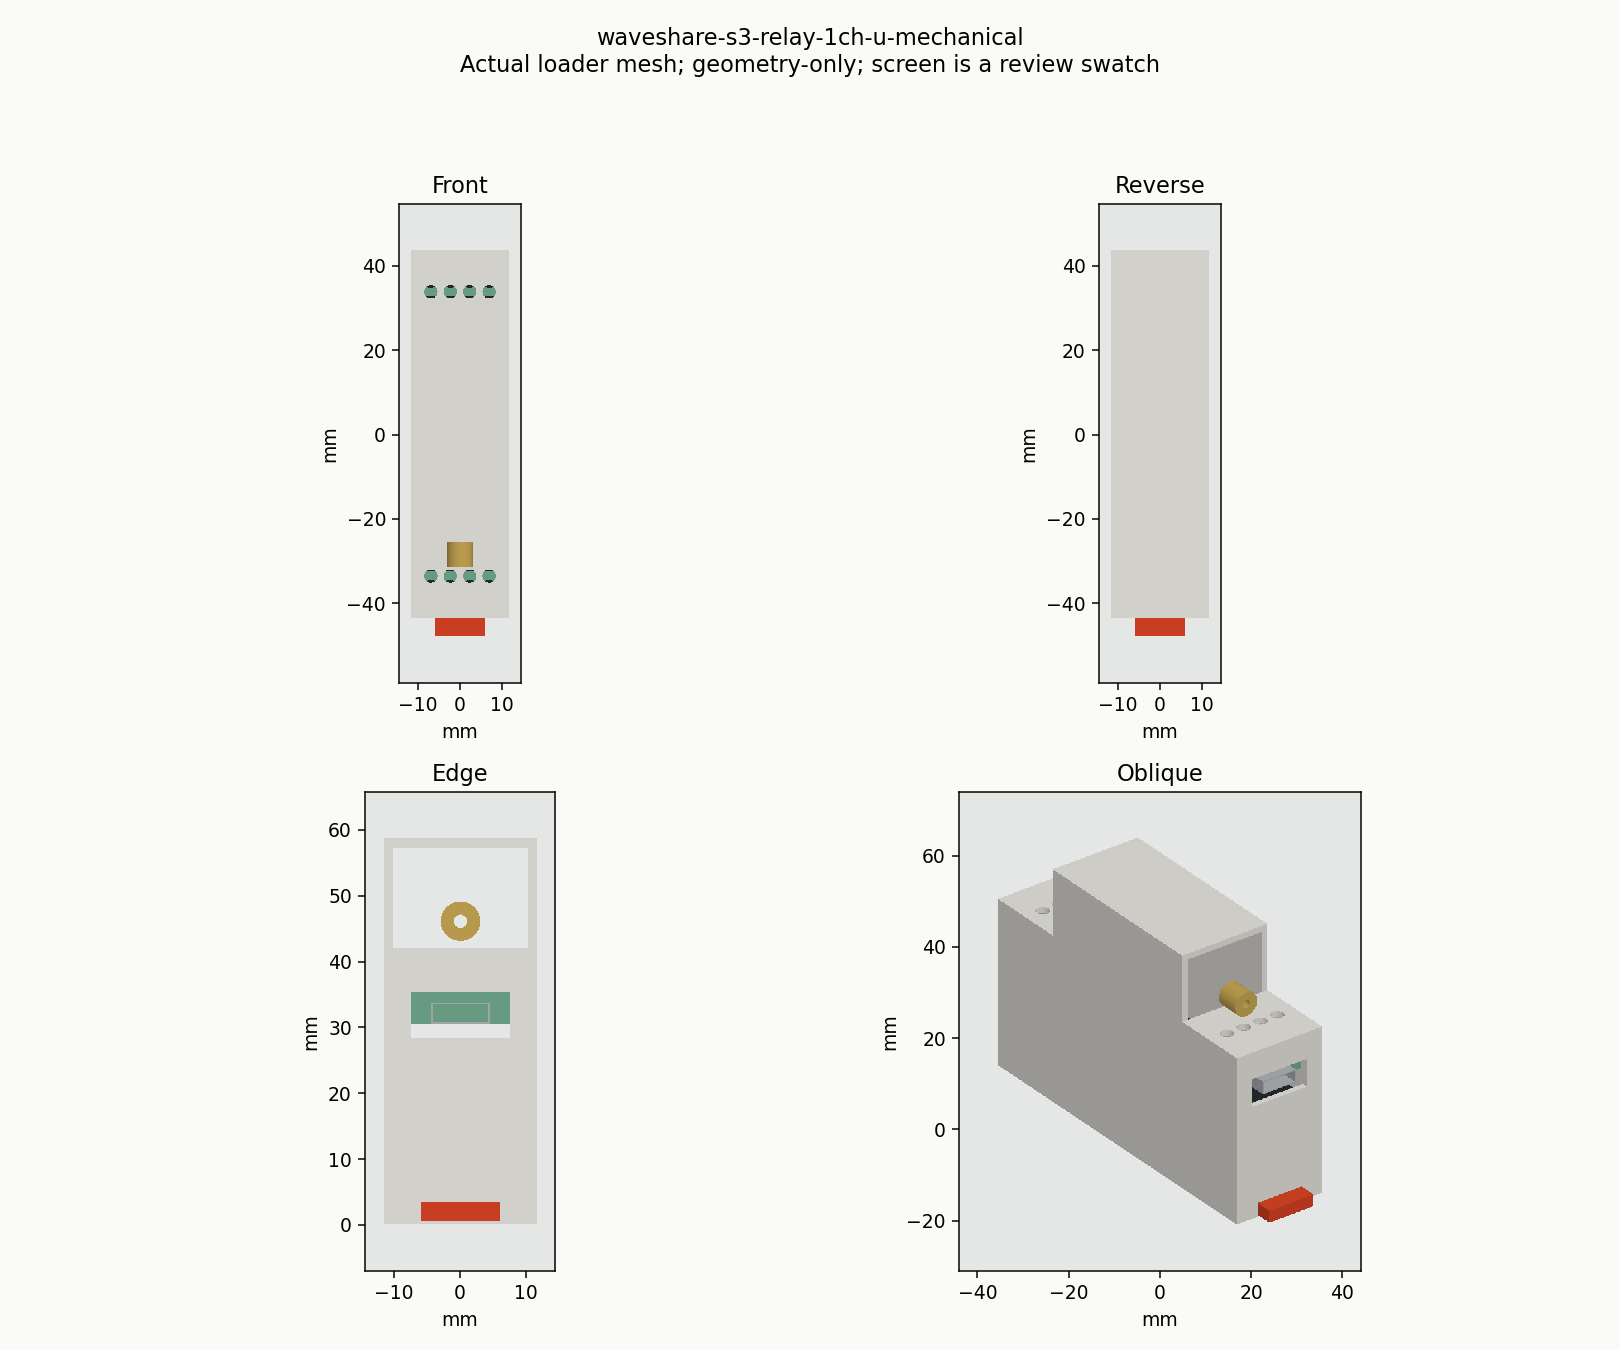 waveshare-s3-relay-1ch-u-mechanical
Actual loader mesh; geometry-only; screen is a review swatch
Front
40
20
0
−20
−40
mm
−10 0 10
mm
Reverse
40
20
0
−20
−40
mm
−10 0 10
mm
Edge
60
50
40
30
20
10
0
mm
−10 0 10
mm
Oblique
60
40
20
0
−20
mm
−40 −20 0 20 40
mm